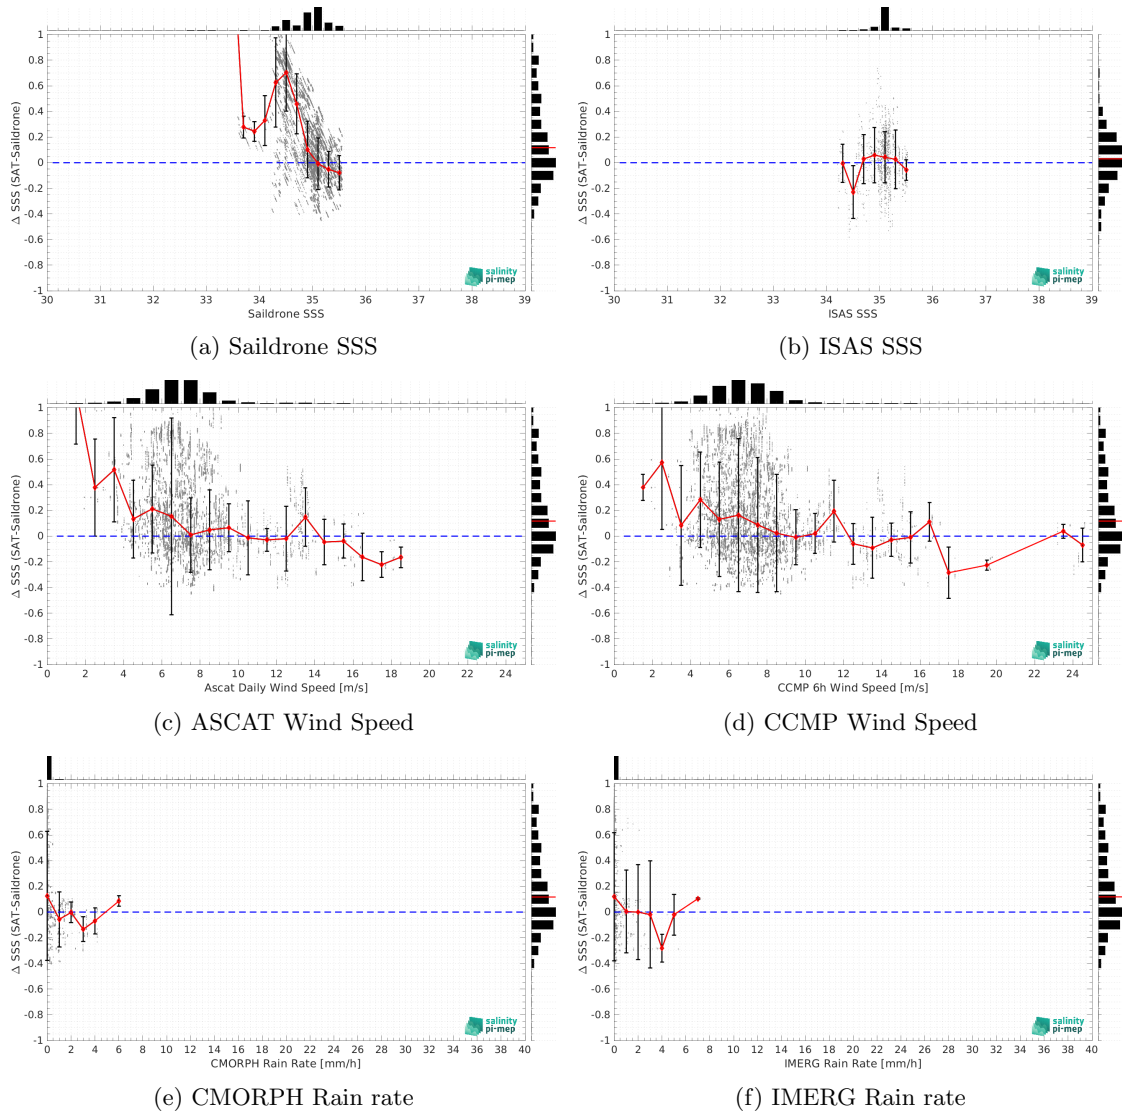 1
0.8
0.6
0.4
0.2
0
-0.2
-0.4
-0.6
-0.8
-1
Δ SSS (SAT-Saildrone)
30 31 32 33 34 35 36 37 38 39
Saildrone SSS
salinity
pi-mep
(a) Saildrone SSS
1
0.8
0.6
0.4
0.2
0
-0.2
-0.4
-0.6
-0.8
-1
Δ SSS (SAT-Saildrone)
30 31 32 33 34 35 36 37 38 39
ISAS SSS
salinity
pi-mep
(b) ISAS SSS
1
0.8
0.6
0.4
0.2
0
-0.2
-0.4
-0.6
-0.8
-1
Δ SSS (SAT-Saildrone)
0 2 4 6 8 10 12 14 16 18 20 22 24
Ascat Daily Wind Speed [m/s]
salinity
pi-mep
(c) ASCAT Wind Speed
1
0.8
0.6
0.4
0.2
0
-0.2
-0.4
-0.6
-0.8
-1
Δ SSS (SAT-Saildrone)
0 2 4 6 8 10 12 14 16 18 20 22 24
CCMP 6h Wind Speed [m/s]
salinity
pi-mep
(d) CCMP Wind Speed
1
0.8
0.6
0.4
0.2
0
-0.2
-0.4
-0.6
-0.8
-1
Δ SSS (SAT-Saildrone)
0 2 4 6 8 10 12 14 16 18 20 22 24 26 28 30 32 34 36 38 40
CMORPH Rain Rate [mm/h]
salinity
pi-mep
(e) CMORPH Rain rate
1
0.8
0.6
0.4
0.2
0
-0.2
-0.4
-0.6
-0.8
-1
Δ SSS (SAT-Saildrone)
0 2 4 6 8 10 12 14 16 18 20 22 24 26 28 30 32 34 36 38 40
IMERG Rain Rate [mm/h]
salinity
pi-mep
(f) IMERG Rain rate